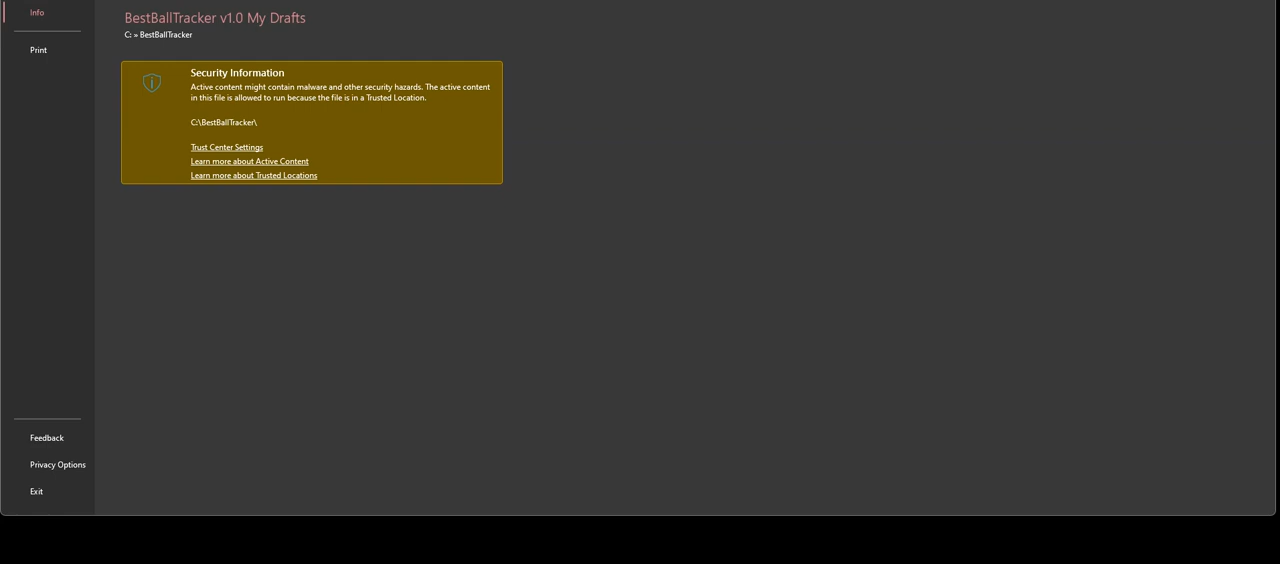 Info
Print
BestBallTracker v1.0 My Drafts
C: » BestBallTracker
Security Information
Active content might contain malware and other security hazards. The active content
in this file is allowed to run because the file is in a Trusted Location.
C:\BestBallTracker\
Trust Center Settings
Learn more about Active Content
Learn more about Trusted Locations
Feedback
Privacy Options
Exit